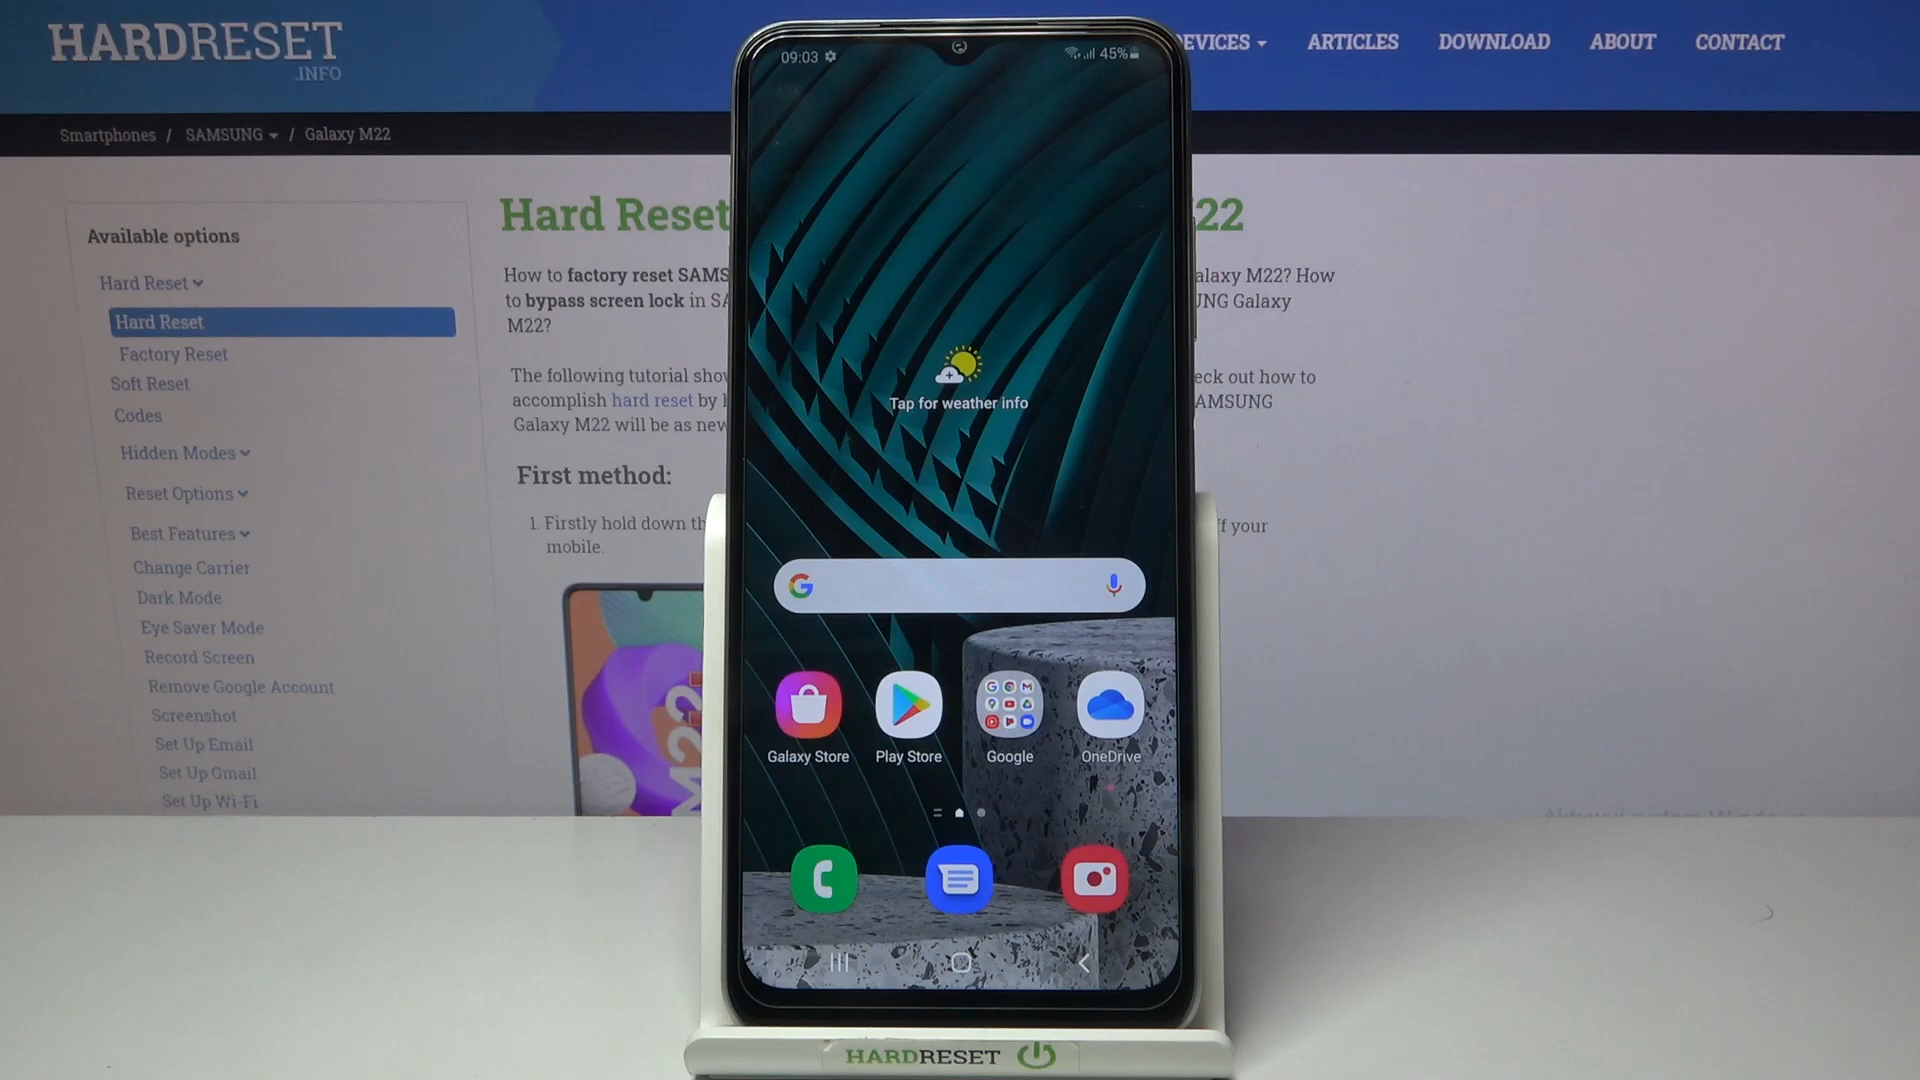 HARDRESET
.INFO
DEVICES
ARTICLES
DOWNLOAD
ABOUT
CONTACT
Smartphones / SAMSUNG / Galaxy M22
Available options
Hard Reset
Hard Reset
Factory Reset
Soft Reset
Codes
Hidden Modes
Reset Options
Best Features
Change Carrier
Dark Mode
Eye Saver Mode
Record Screen
Remove Google Account
Screenshot
Set Up Email
Set Up Gmail
Set Up Wi-Fi
Hard Reset 22
How to factory reset SAMS alaxy M22? How
to bypass screen lock in SA UNG Galaxy
M22?
The following tutorial sho eck out how to
accomplish hard reset by AMSUNG
Galaxy M22 will be as new
First method:
1. Firstly hold down th ff your
mobile.
M22
09:03
45%
Tap for weather info
Galaxy Store
Play Store
Google
OneDrive
HARDRESET